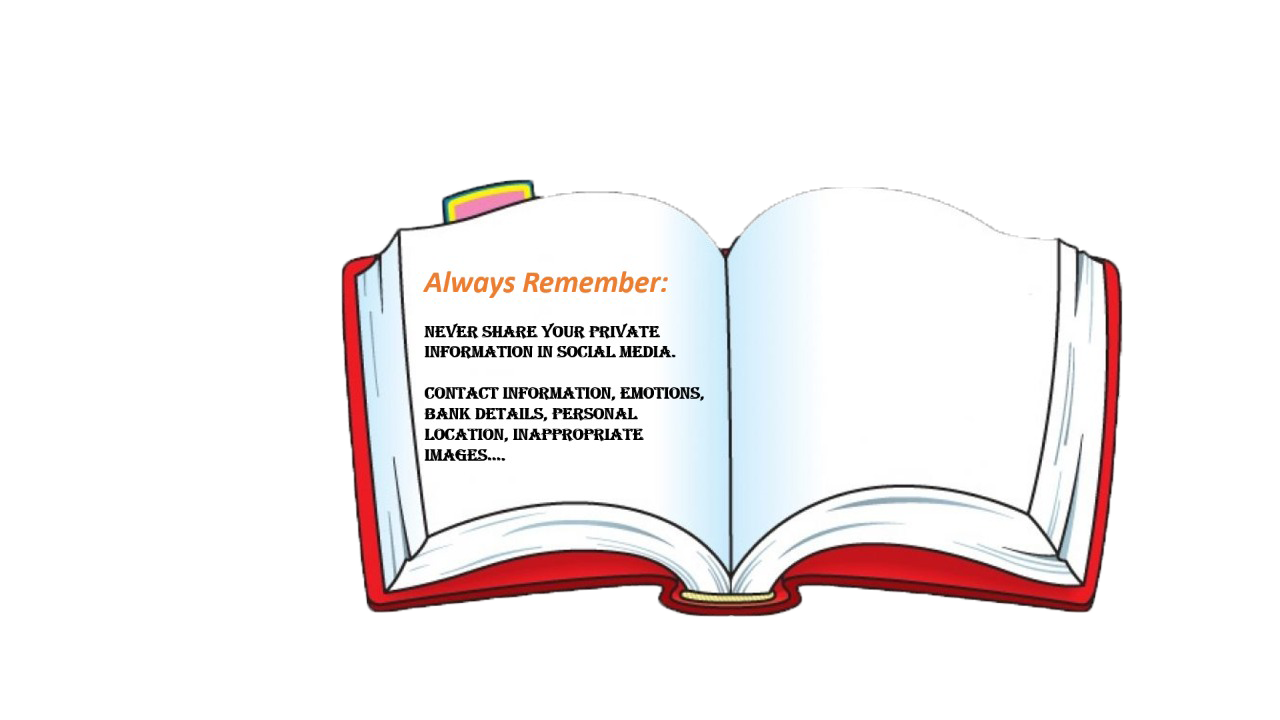 Always Remember:
NEVER SHARE YOUR PRIVATE
INFORMATION IN SOCIAL MEDIA.
CONTACT INFORMATION, EMOTIONS,
BANK DETAILS, PERSONAL
LOCATION, INAPPROPRIATE
IMAGES....